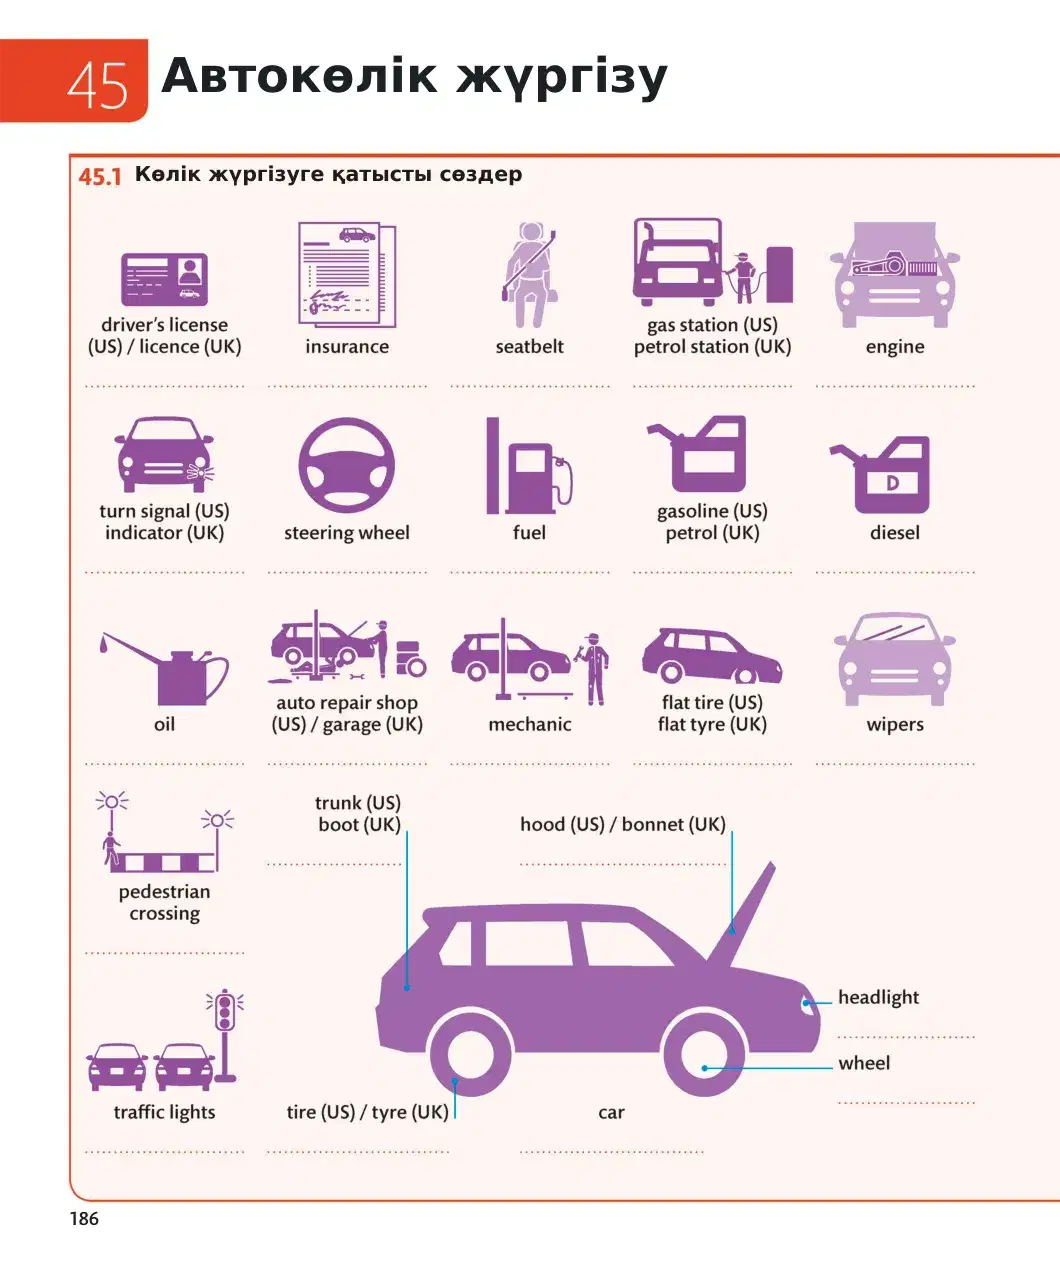 45
Автокөлік жүргізу
45.1 Көлік жүргізуге қатысты сөздер
driver's license
(US) / licence (UK)
insurance
seatbelt
gas station (US)
petrol station (UK)
engine
turn signal (US)
indicator (UK)
steering wheel
fuel
gasoline (US)
petrol (UK)
D
diesel
oil
auto repair shop
(US) / garage (UK)
mechanic
flat tire (US)
flat tyre (UK)
wipers
pedestrian
crossing
trunk (US)
boot (UK)
hood (US) / bonnet (UK)
headlight
wheel
traffic lights
tire (US) / tyre (UK)
car
186